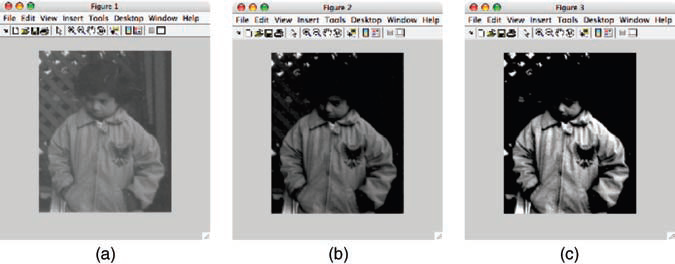 Figure 1
File Edit View Insert Tools Desktop Window Help
Figure 2
File Edit View Insert Tools Desktop Window Help
Figure 3
File Edit View Insert Tools Desktop Window Help
(a)
(b)
(c)